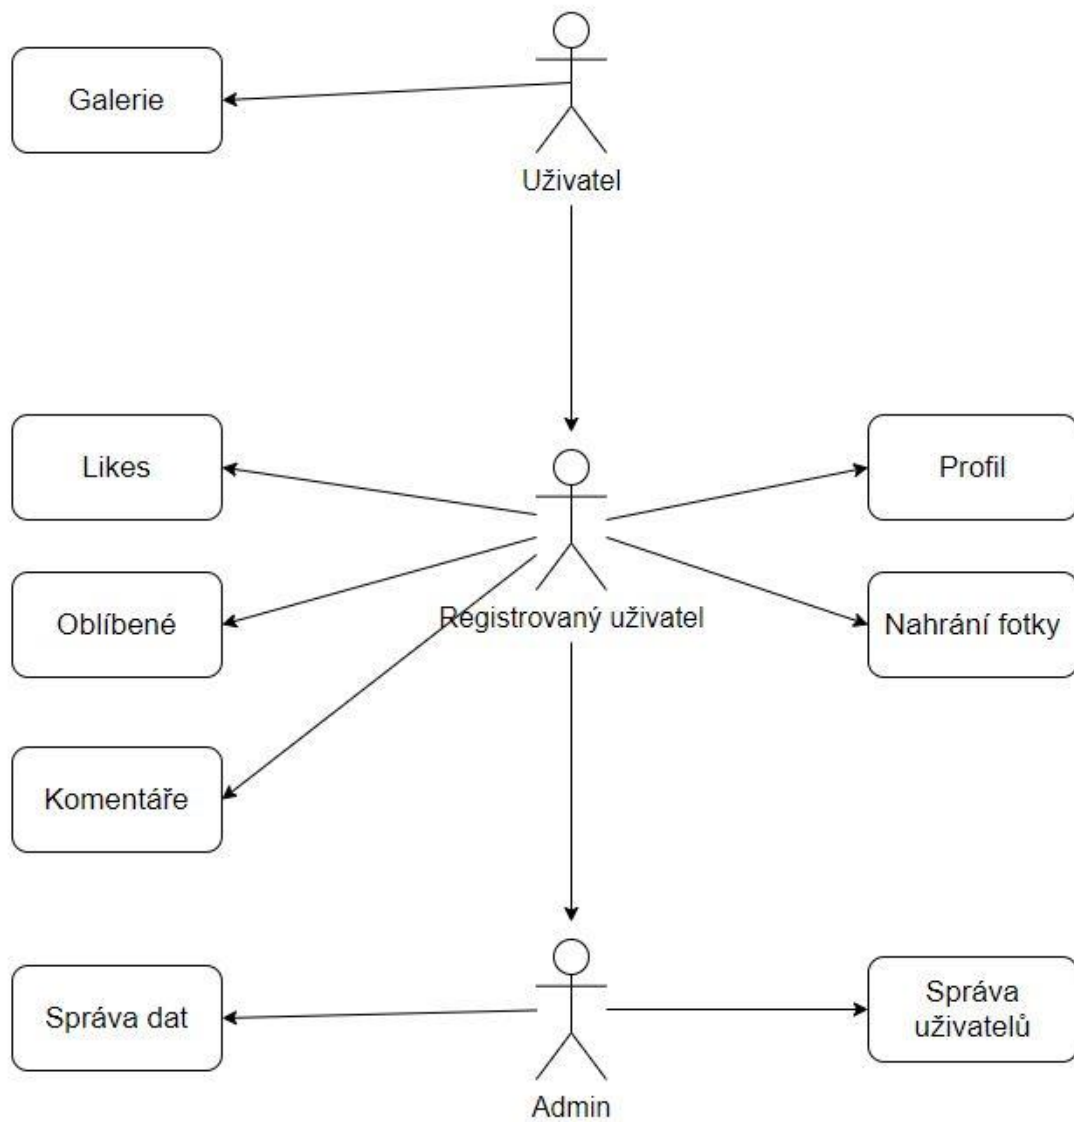 Galerie
Uživatel
Likes
Profil
Oblíbené
Registrovaný uživatel
Nahrání fotky
Komentáře
Správa dat
Správa
uživatelů
Admin